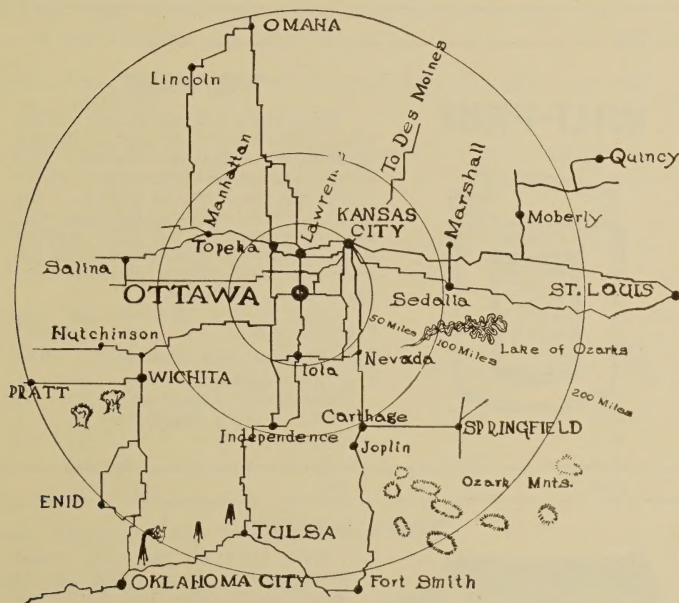 OMAHA
Lincoln
To Des Moines
Manhattan
Marshall
Quincy
KANSAS
CITY
Moberly
Topeka
Salina
OTTAWA
Sedalla
ST. LOUIS
50 Miles
100 Miles
Lake of Ozarks
Hutchinson
Iola
Nevada
PRATT
WICHITA
200 Miles
Carthage
Independence
SPRINGFIELD
Joplin
Ozark Mnts.
ENID
TULSA
OKLAHOMA CITY
Fort Smith